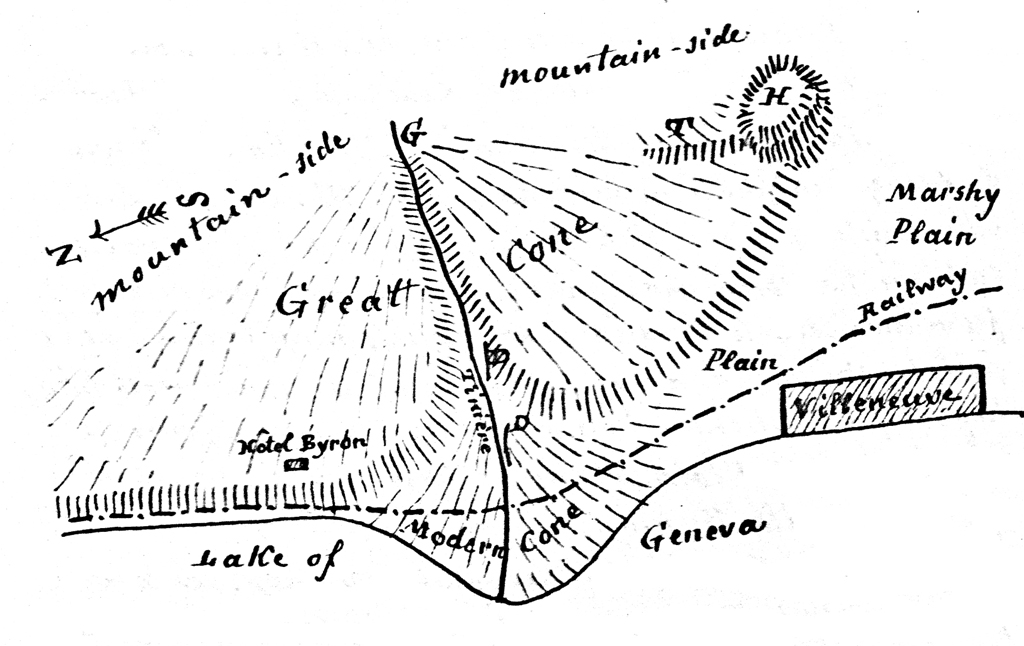 mountain-side
H
T
G
mountain-side
S
N
Marshy
Plain
Cone
Great
Railway
Plain
D
Tinière
Villeneuve
D
Hôtel Byron
Modern Cone
Lake of Geneva